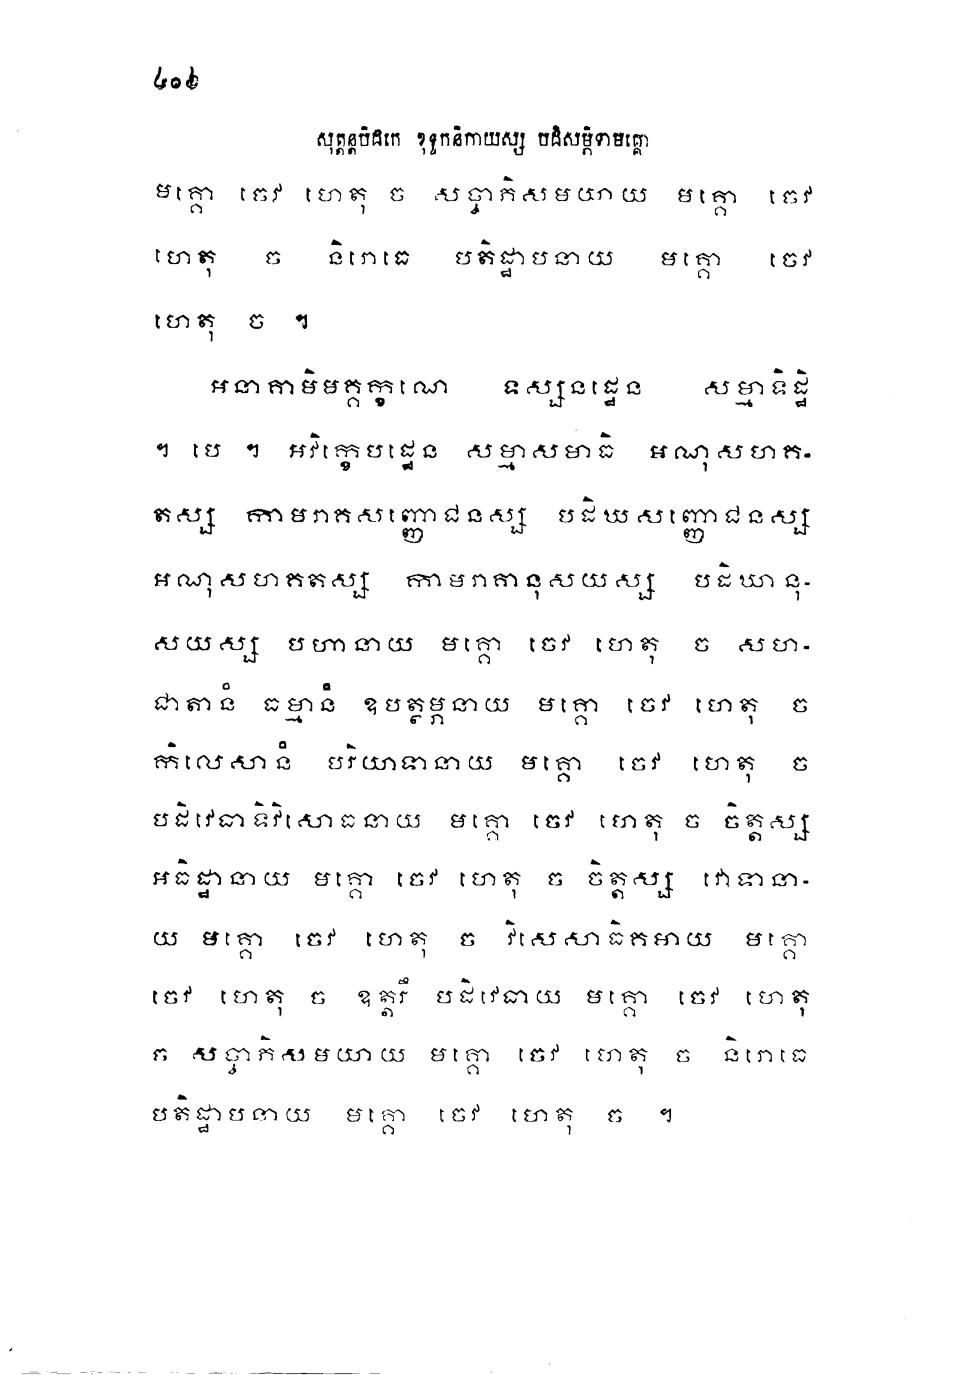 ៤០៦
សុត្តន្តបិដកេ ខុទ្ទកនិកាយស្ស បដិសម្ភិទាមគ្គោ
មគ្គោ ចេវ ហេតុ ច សច្ចាភិសមយាយ មគ្គោ ចេវ
ហេតុ ច និរោធេ បតិដ្ឋាបនាយ មគ្គោ ចេវ
ហេតុ ច ។
អនាគាមិមគ្គក្ខណេ ទស្សនដ្ឋេន សម្មាទិដ្ឋិ
។ បេ ។ អវិក្ខេបដ្ឋេន សម្មាសមាធិ អណុសហគ-
តស្ស កាមរាគសញ្ញោជនស្ស បដិឃសញ្ញោជនស្ស
អណុសហគតស្ស កាមរាគានុសយស្ស បដិឃានុ-
សយស្ស បហានាយ មគ្គោ ចេវ ហេតុ ច សហ-
ជាតានំ ធម្មានំ ឧបត្ថម្ភនាយ មគ្គោ ចេវ ហេតុ ច
កិលេសានំ បរិយាទានាយ មគ្គោ ចេវ ហេតុ ច
បដិវេធាទិវិសោធនាយ មគ្គោ ចេវ ហេតុ ច ចិត្តស្ស
អធិដ្ឋានាយ មគ្គោ ចេវ ហេតុ ច ចិត្តស្ស វោទានា-
យ មគ្គោ ចេវ ហេតុ ច វិសេសាធិគមាយ មគ្គោ
ចេវ ហេតុ ច ឧត្តរឹ បដិវេធាយ មគ្គោ ចេវ ហេតុ
ច សច្ចាភិសមយាយ មគ្គោ ចេវ ហេតុ ច និរោធេ
បតិដ្ឋាបនាយ មគ្គោ ចេវ ហេតុ ច ។